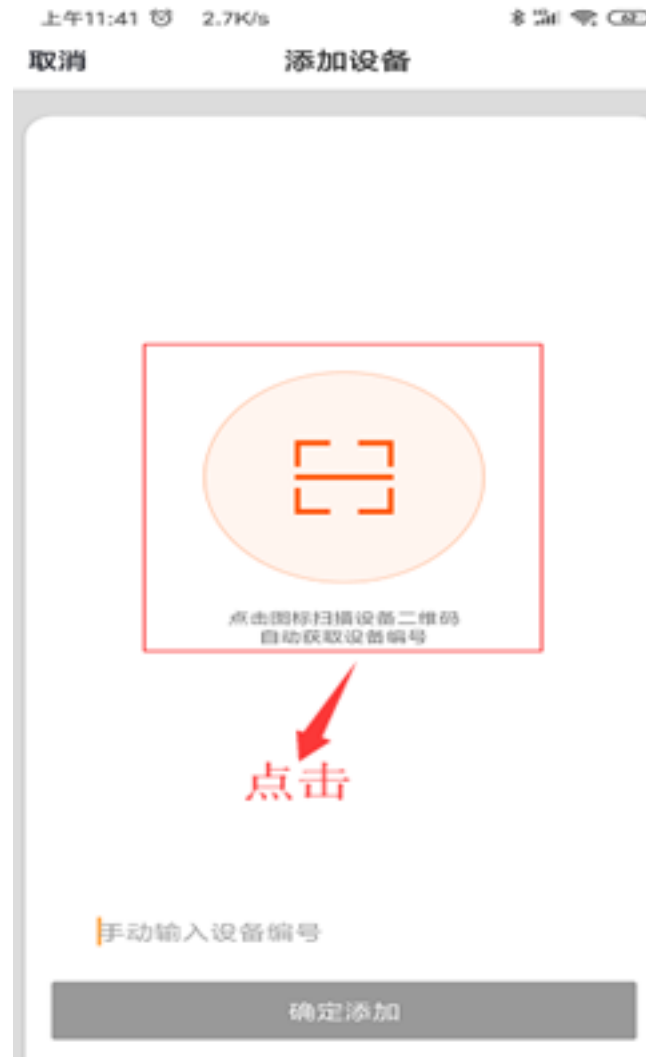 上午11:41 2.7K/s 62
取消 添加设备
点击图标扫描设备二维码
自动获取设备编号
点击
手动输入设备编号
确定添加